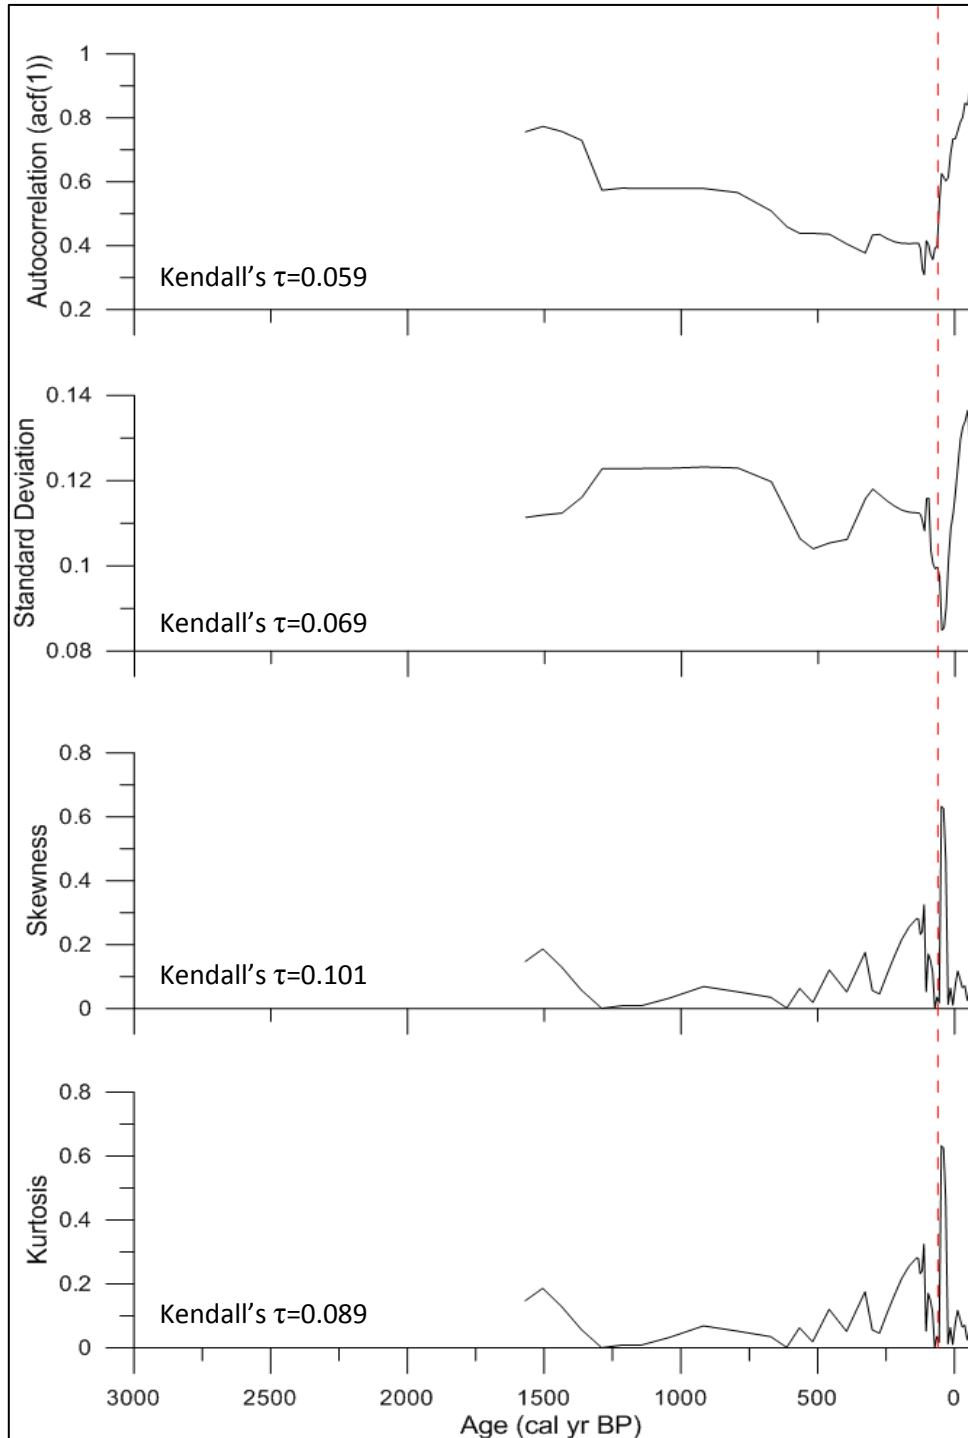 Autocorrelation (acf(1))
1
0.8
0.6
0.4
0.2
Kendall's τ=0.059
Standard Deviation
0.14
0.12
0.1
0.08
Kendall's τ=0.069
Skewness
0.8
0.6
0.4
0.2
0
Kendall's τ=0.101
Kurtosis
0.8
0.6
0.4
0.2
0
Kendall's τ=0.089
3000 2500 2000 1500 1000 500 0
Age (cal yr BP)